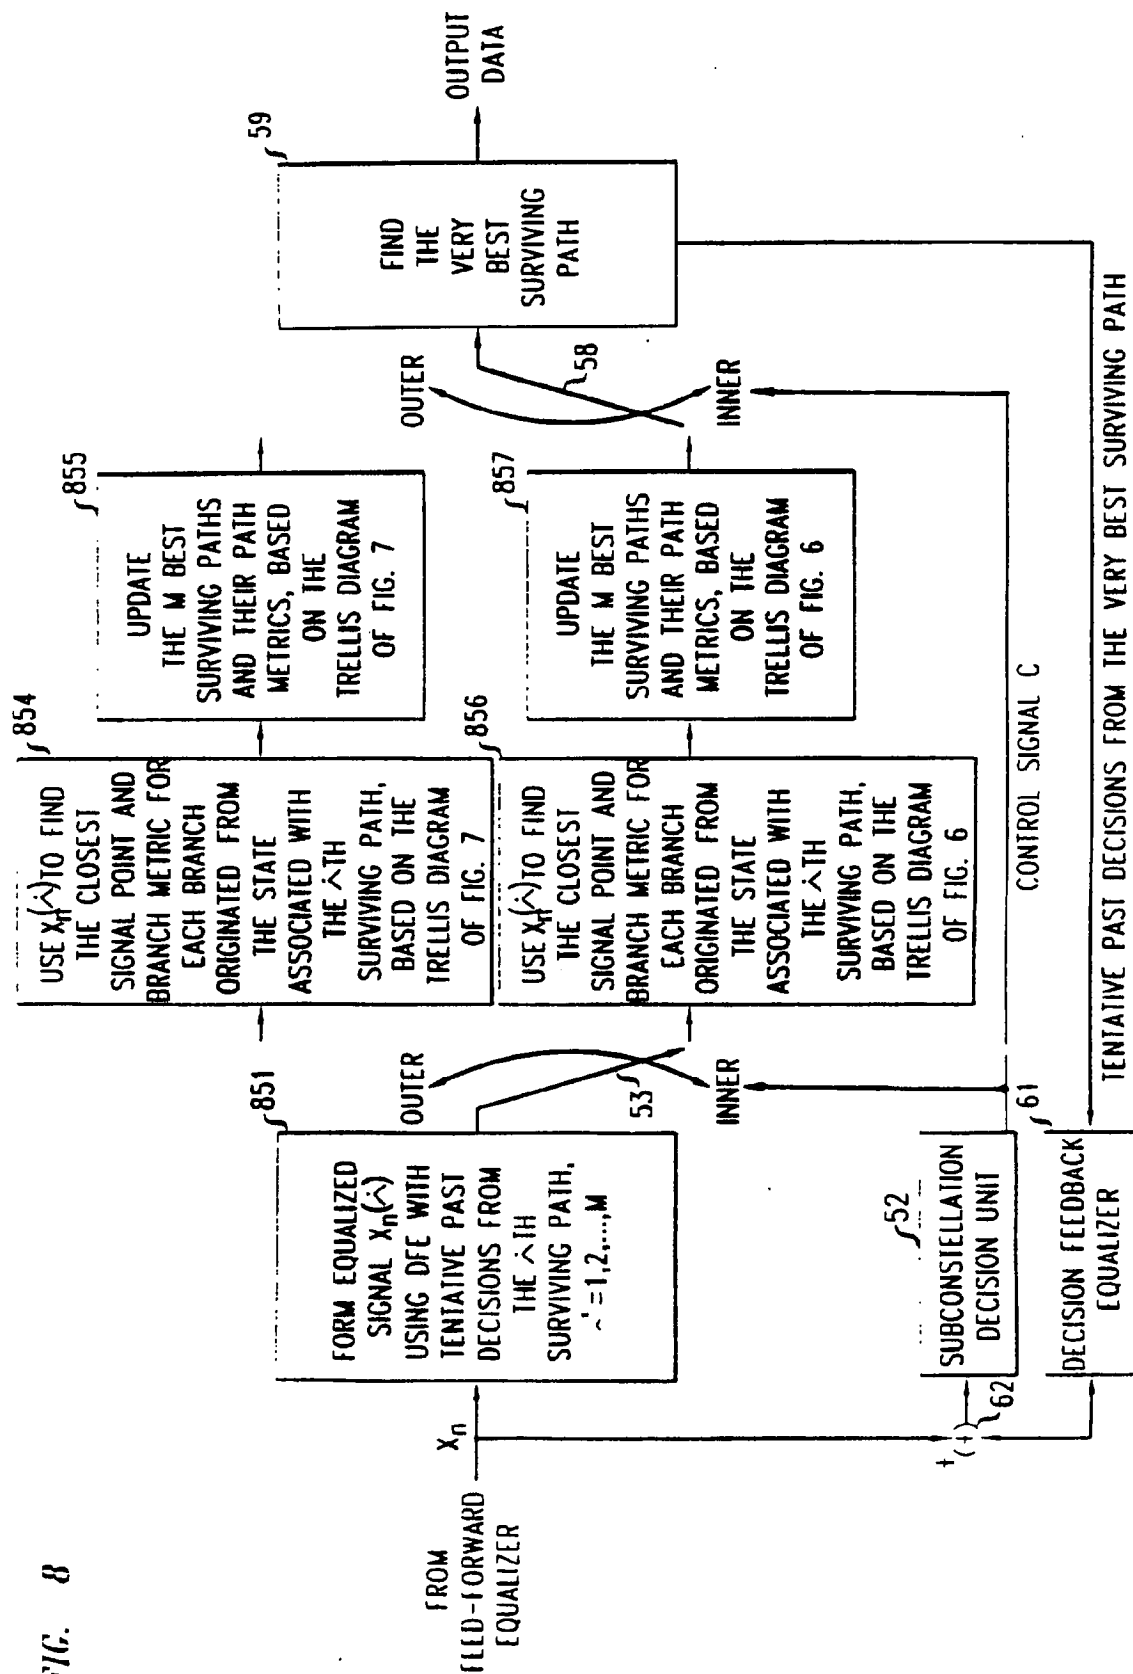 FIG. 8
FROM
FEED-FORWARD
EQUALIZER
Xn
851
FORM EQUALIZED
SIGNAL Xn(i)
USING DFE WITH
TENTATIVE PAST
DECISIONS FROM
THE iTH
SURVIVING PATH,
i=1,2,...,M
OUTER
53
INNER
854
USE Xn(i) TO FIND
THE CLOSEST
SIGNAL POINT AND
BRANCH METRIC FOR
EACH BRANCH
ORIGINATED FROM
THE STATE
ASSOCIATED WITH
THE iTH
SURVIVING PATH,
BASED ON THE
TRELLIS DIAGRAM
OF FIG. 7
855
UPDATE
THE M BEST
SURVIVING PATHS
AND THEIR PATH
METRICS, BASED
ON THE
TRELLIS DIAGRAM
OF FIG. 7
856
USE Xn(i) TO FIND
THE CLOSEST
SIGNAL POINT AND
BRANCH METRIC FOR
EACH BRANCH
ORIGINATED FROM
THE STATE
ASSOCIATED WITH
THE iTH
SURVIVING PATH,
BASED ON THE
TRELLIS DIAGRAM
OF FIG. 6
857
UPDATE
THE M BEST
SURVIVING PATHS
AND THEIR PATH
METRICS, BASED
ON THE
TRELLIS DIAGRAM
OF FIG. 6
OUTER
58
INNER
59
FIND
THE
VERY
BEST
SURVIVING
PATH
OUTPUT
DATA
+
+
62
52
SUBCONSTELLATION
DECISION UNIT
CONTROL SIGNAL C
61
DECISION FEEDBACK
EQUALIZER
TENTATIVE PAST DECISIONS FROM THE VERY BEST SURVIVING PATH